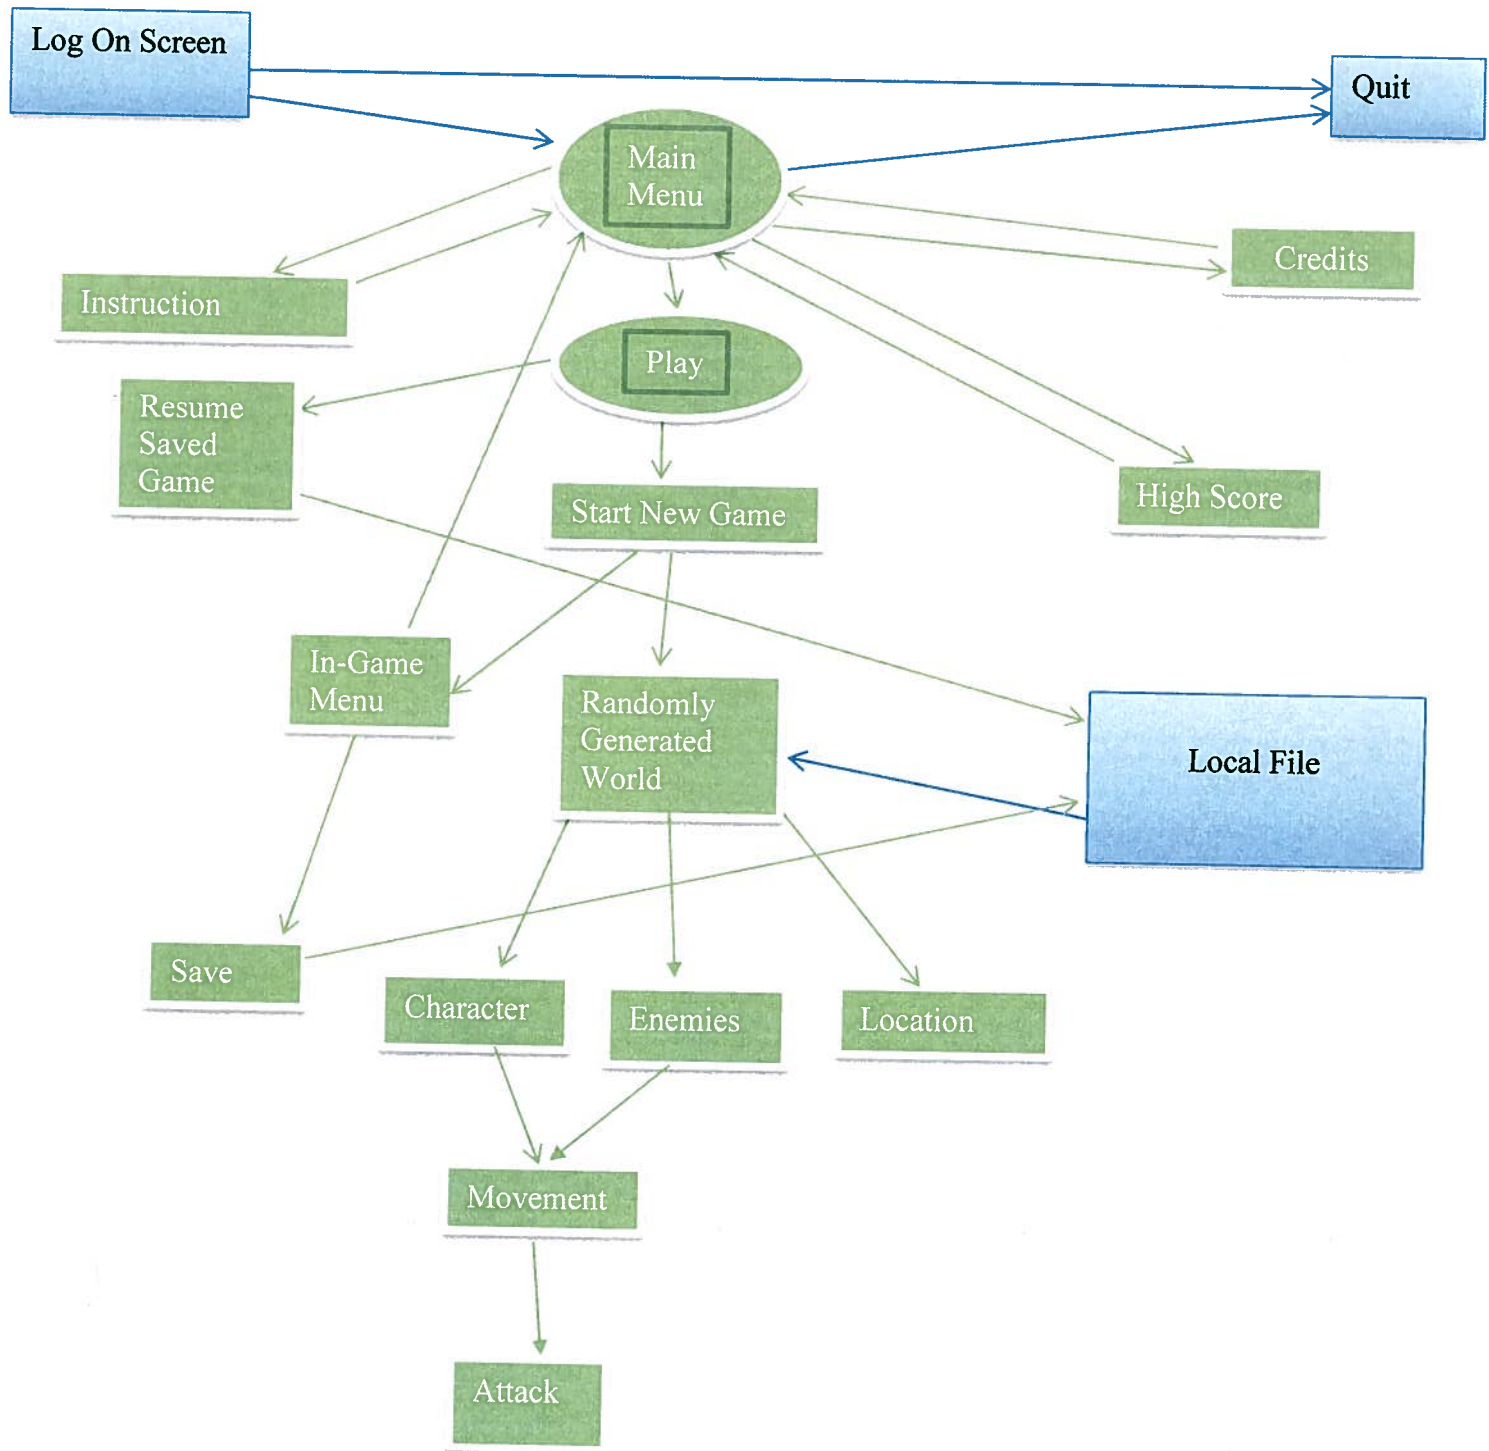 Log On Screen
Quit
Main
Menu
Credits
Instruction
Play
Resume
Saved
Game
High Score
Start New Game
In-Game
Menu
Randomly
Generated
World
Local File
Save
Character
Enemies
Location
Movement
Attack